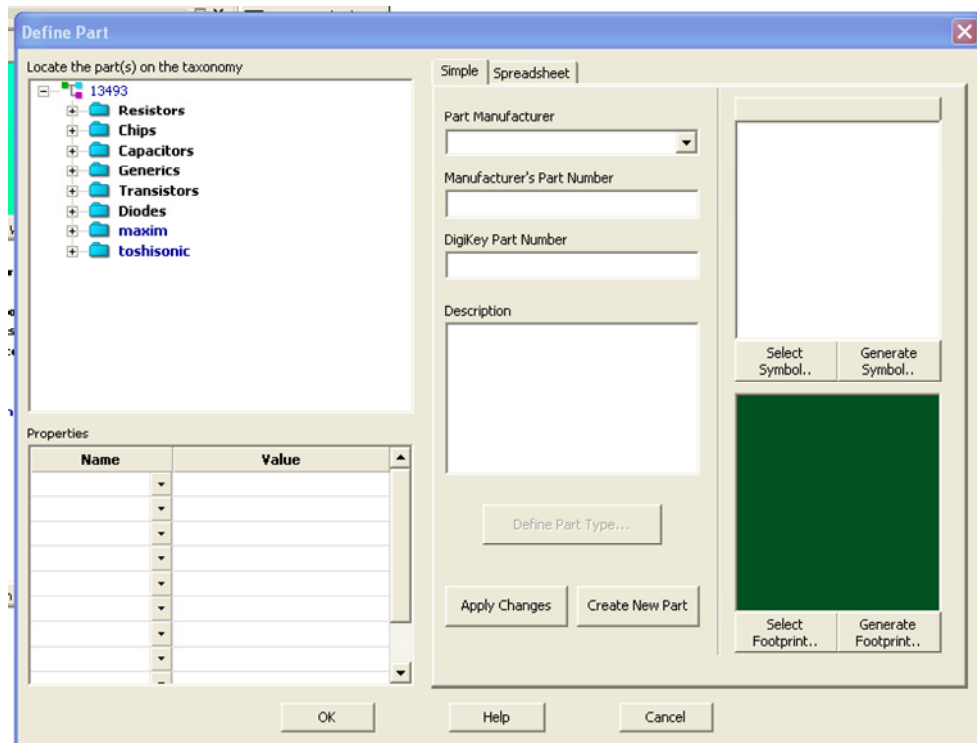 Define Part
Locate the part(s) on the taxonomy
13493
Resistors
Chips
Capacitors
Generics
Transistors
Diodes
maxim
toshisonic
Properties
Name Value
Simple Spreadsheet
Part Manufacturer
Manufacturer's Part Number
DigiKey Part Number
Description
Define Part Type...
Apply Changes Create New Part
Select
Symbol..
Generate
Symbol..
Select
Footprint..
Generate
Footprint..
OK Help Cancel